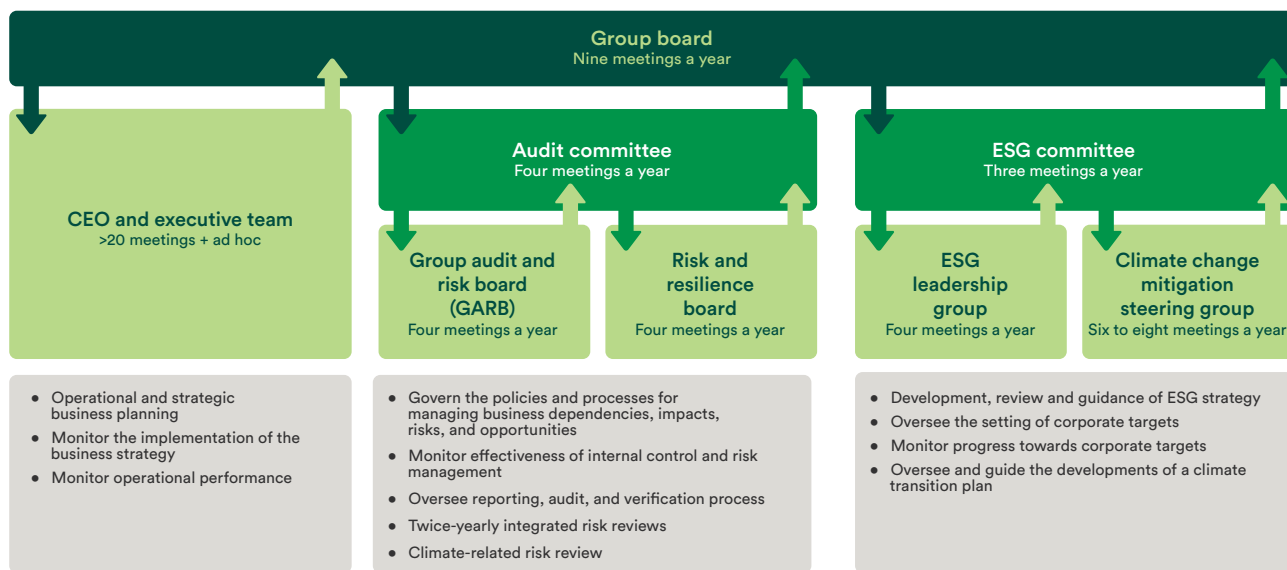 Group board
Nine meetings a year
CEO and executive team
>20 meetings + ad hoc
Audit committee
Four meetings a year
Group audit and
risk board
(GARB)
Four meetings a year
Risk and
resilience
board
Four meetings a year
ESG committee
Three meetings a year
ESG
leadership
group
Four meetings a year
Climate change
mitigation
steering group
Six to eight meetings a year
● Operational and strategic
business planning
● Monitor the implementation of the
business strategy
● Monitor operational performance
● Govern the policies and processes for
managing business dependencies, impacts,
risks, and opportunities
● Monitor effectiveness of internal control and risk
management
● Oversee reporting, audit, and verification process
● Twice-yearly integrated risk reviews
● Climate-related risk review
● Development, review and guidance of ESG strategy
● Oversee the setting of corporate targets
● Monitor progress towards corporate targets
● Oversee and guide the developments of a climate
transition plan